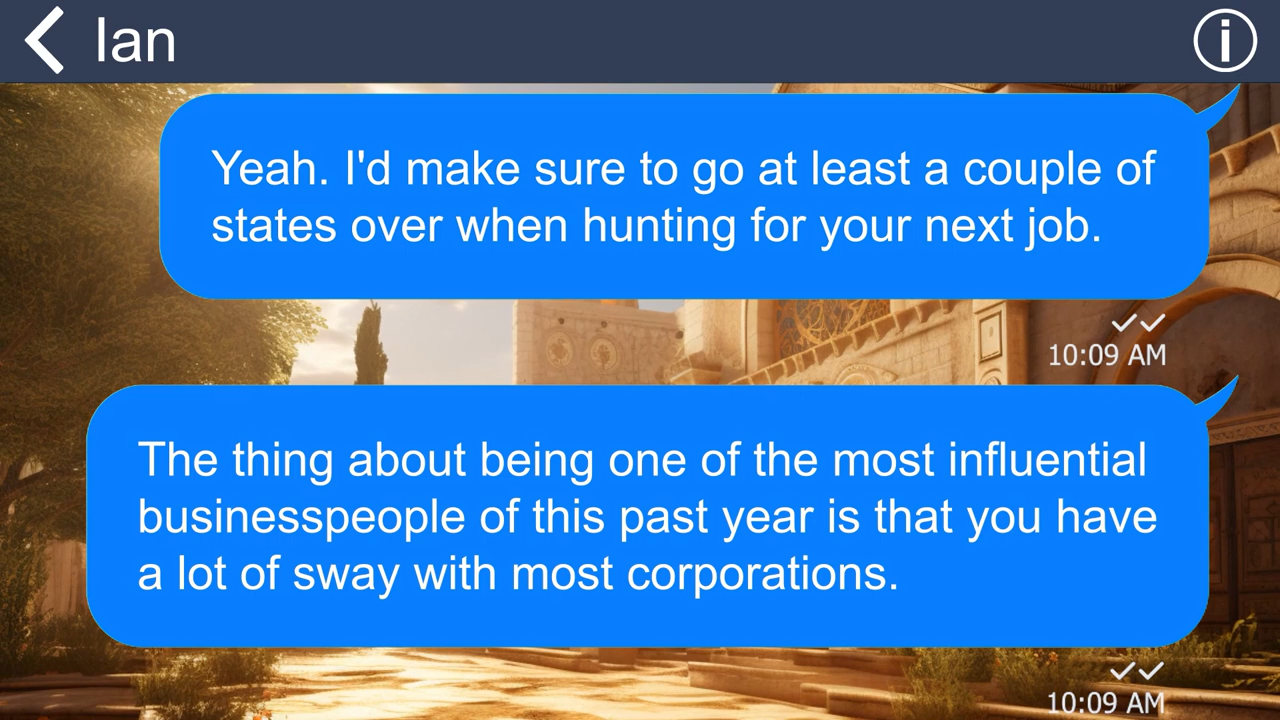 Ian
Yeah. I'd make sure to go at least a couple of
states over when hunting for your next job.
10:09 AM
The thing about being one of the most influential
businesspeople of this past year is that you have
a lot of sway with most corporations.
10:09 AM